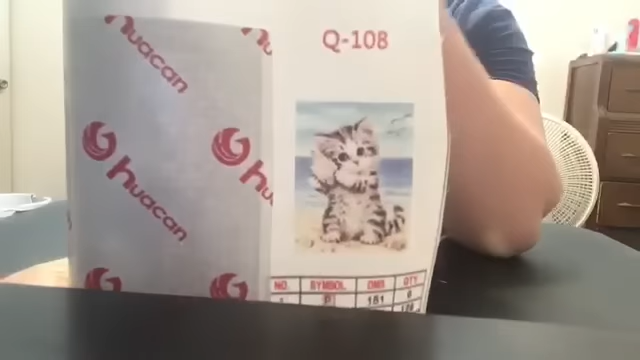 huacan
Q-108
huacan
hu
NO. SYMBOL DMC QTY
151